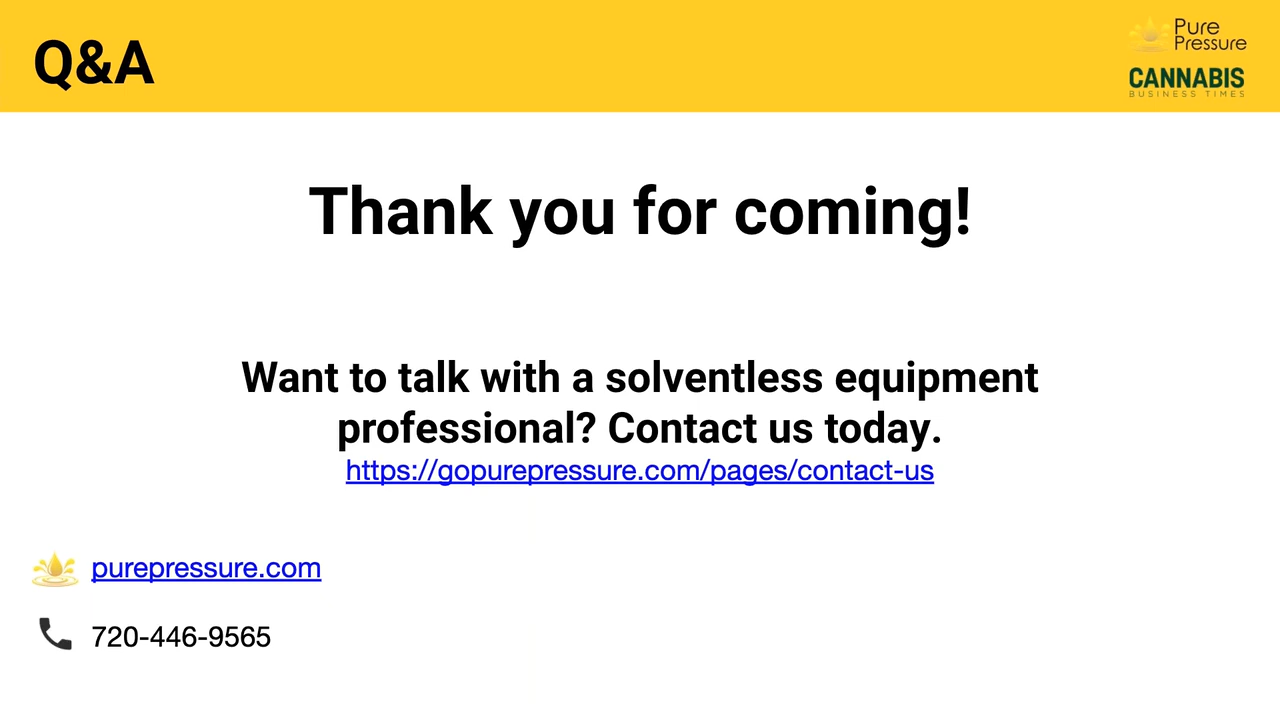 Q&A
Pure
Pressure
CANNABIS
BUSINESS TIMES
Thank you for coming!
Want to talk with a solventless equipment
professional? Contact us today.
https://gopurepressure.com/pages/contact-us
purepressure.com
720-446-9565